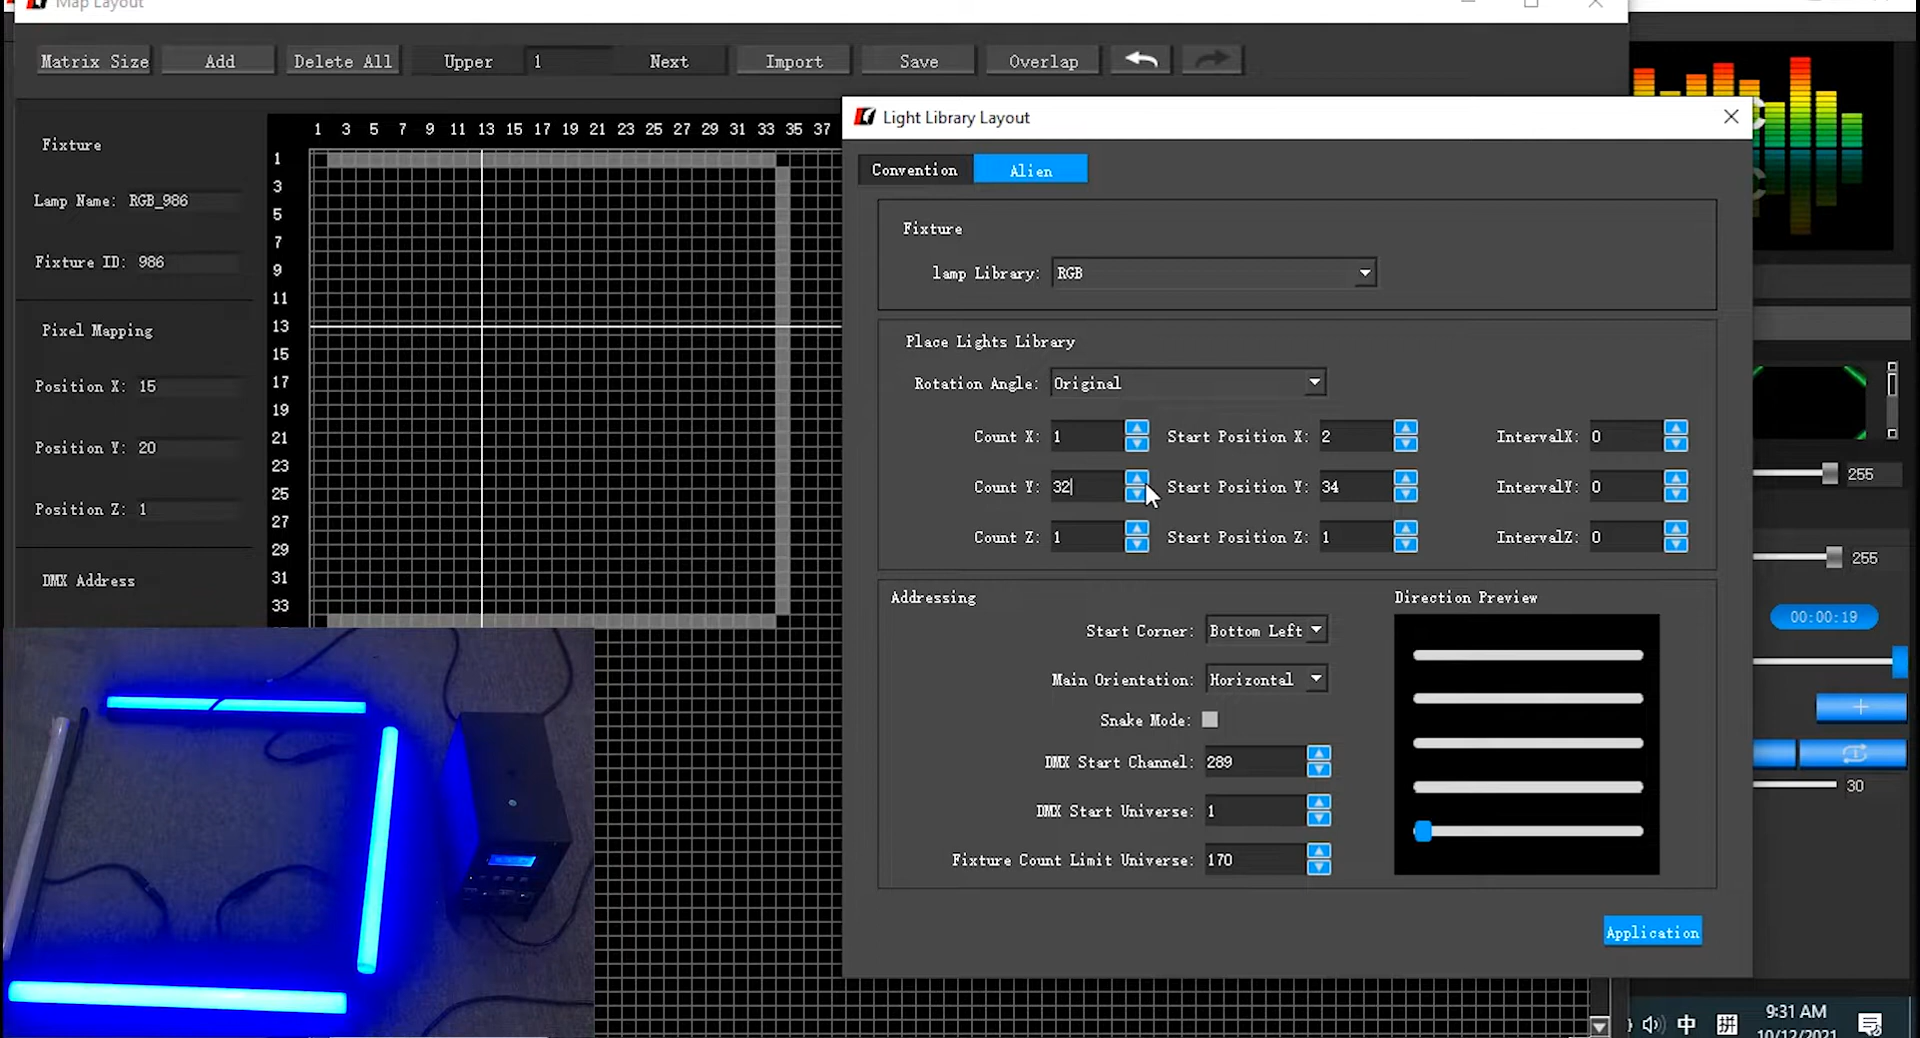 Map Layout
Matrix Size Add Delete All Upper 1 Next Import Save Overlap
Light Library Layout
Convention Alien
Fixture
Lamp Name: RGB_986
Fixture ID: 986
Pixel Mapping
Position X: 15
Position Y: 20
Position Z: 1
DMX Address
1 3 5 7 9 11 13 15 17 19 21 23 25 27 29 31 33 35 37
1
3
5
7
9
11
13
15
17
19
21
23
25
27
29
31
33
Fixture
lamp Library: RGB
Place Lights Library
Rotation Angle: Original
Count X: 1 Start Position X: 2 IntervalX: 0
Count Y: 32 Start Position Y: 34 IntervalY: 0
Count Z: 1 Start Position Z: 1 IntervalZ: 0
Addressing
Start Corner: Bottom Left
Main Orientation: Horizontal
Snake Mode:
DMX Start Channel: 289
DMX Start Universe: 1
Fixture Count Limit Universe: 170
Direction Preview
Application
255
255
00:00:19
30
中 拼 9:31 AM
10/12/2021